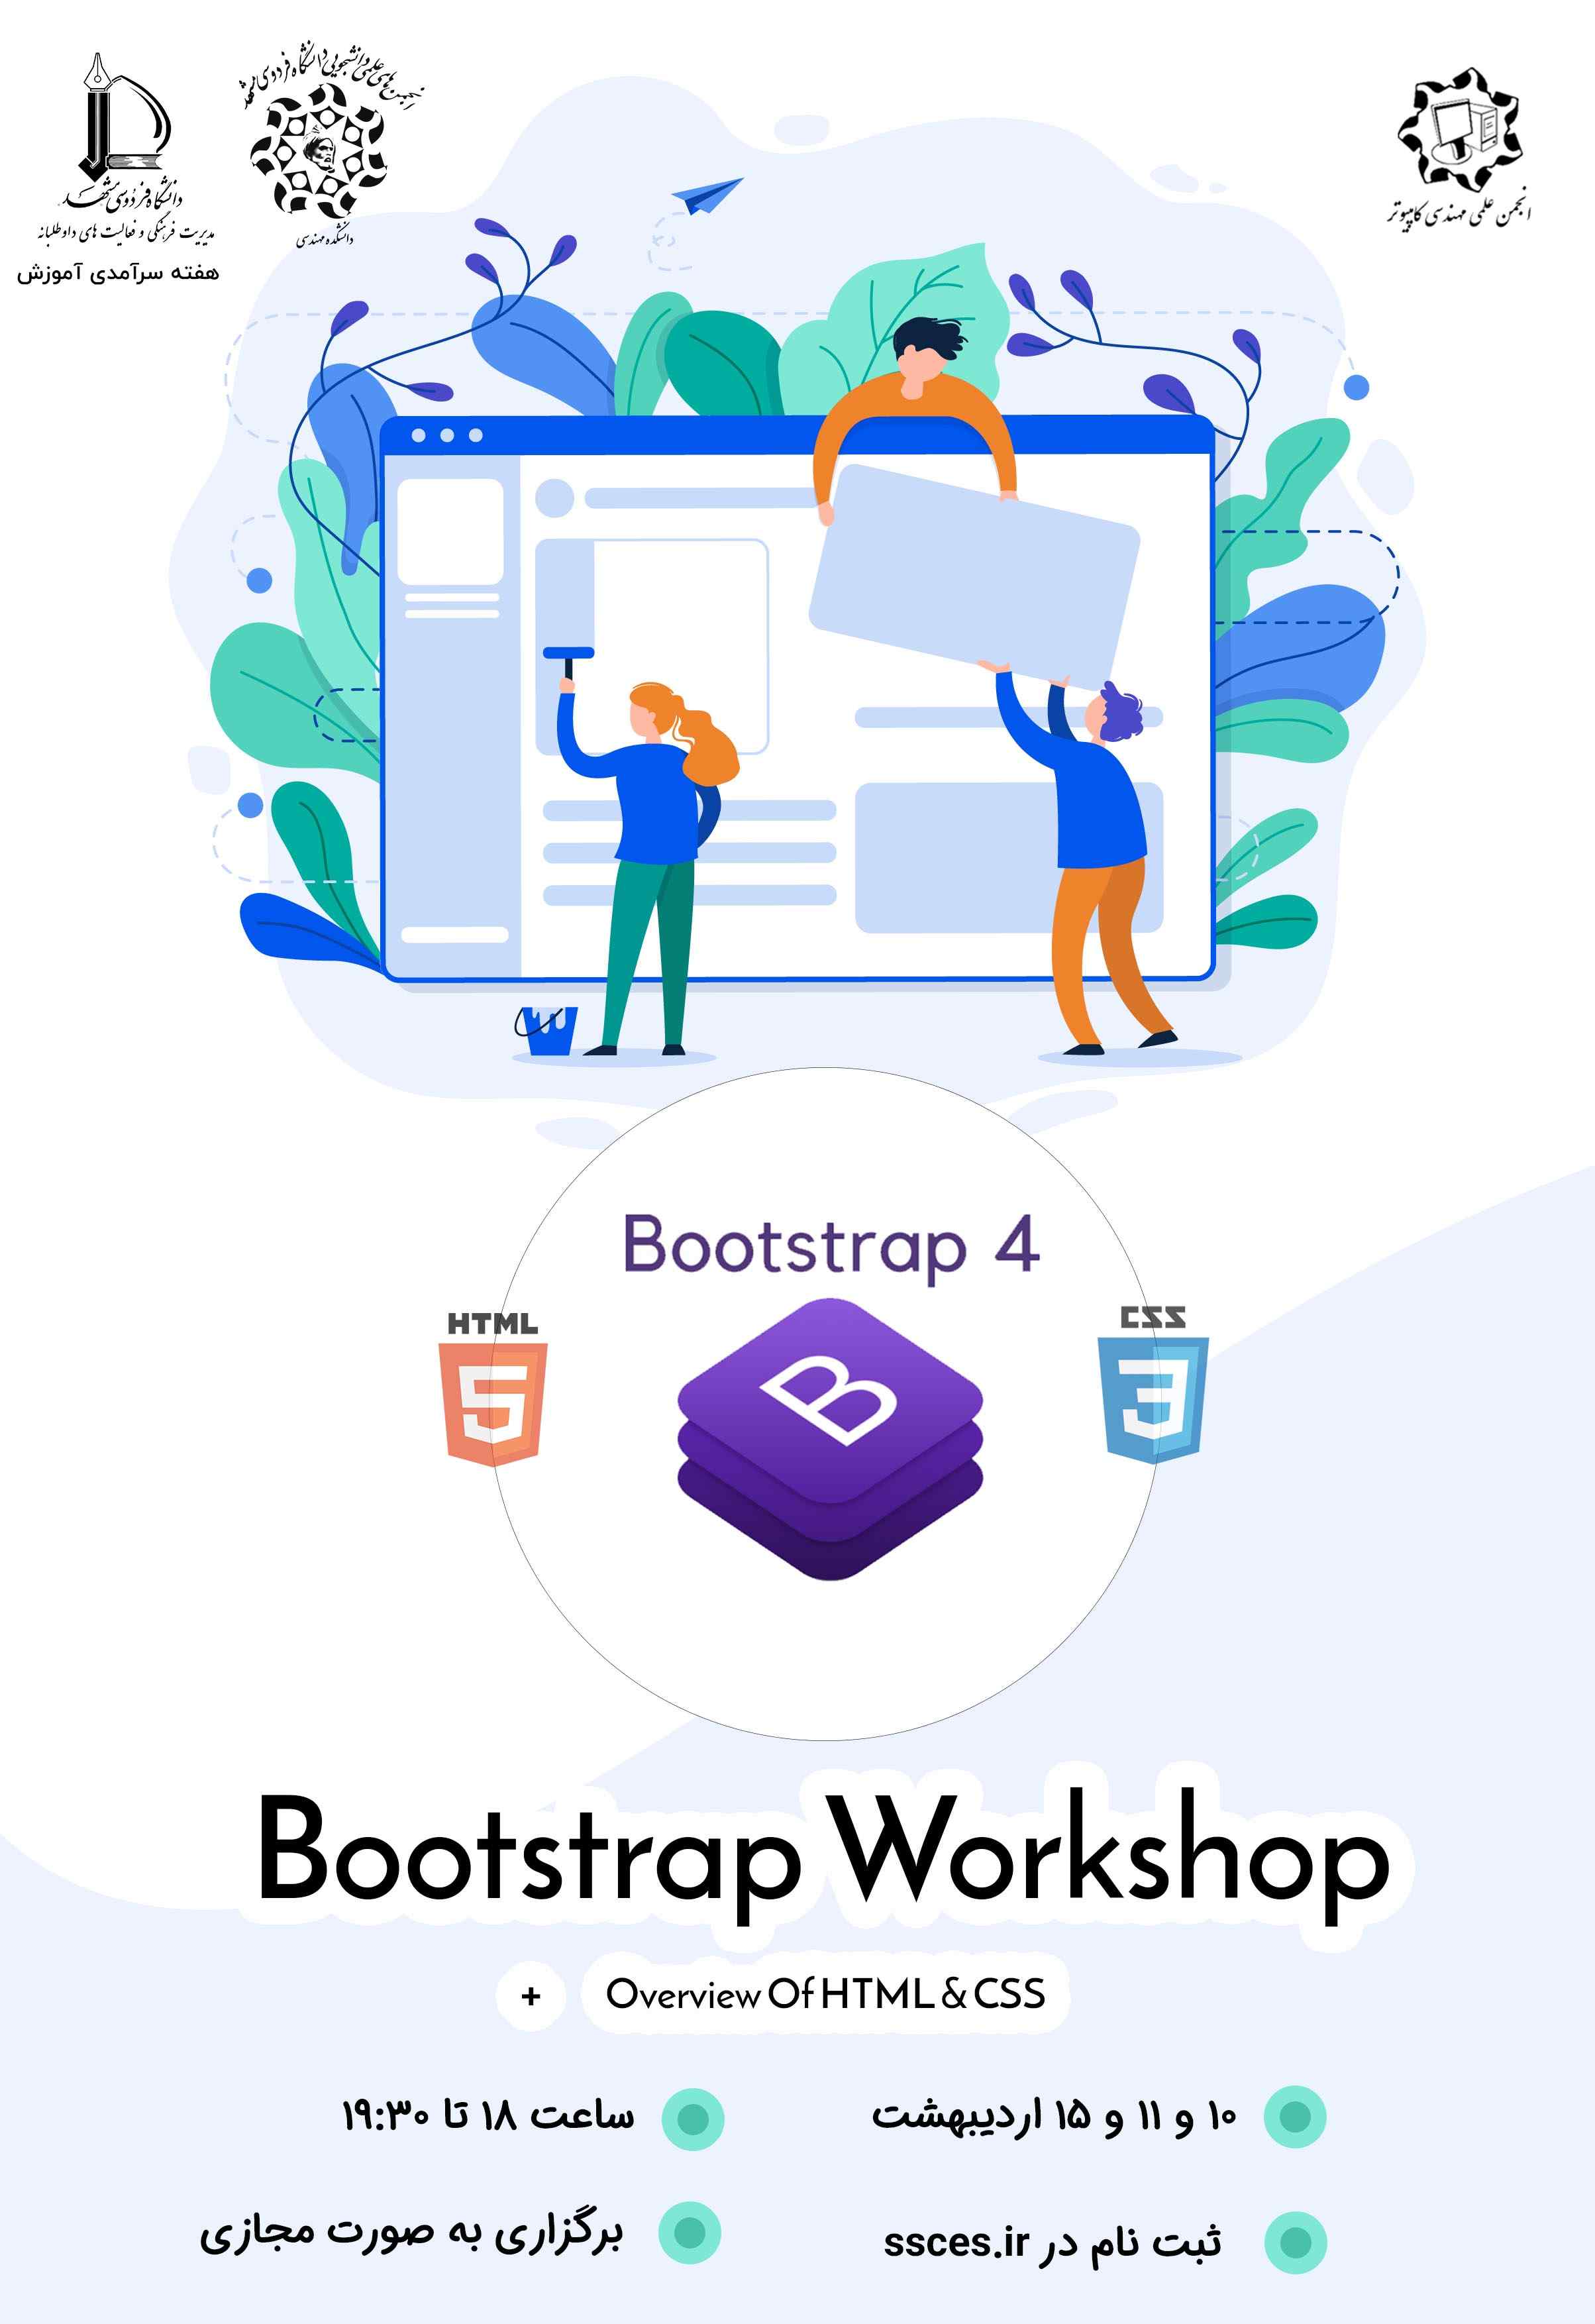 انجمن های علمی دانشجویی دانشگاه فردوسی مشهد
دانشکده مهندسی
دانشگاه فردوسی مشهد
مدیریت فرهنگی و فعالیت های داوطلبانه
هفته سرآمدی آموزش
انجمن علمی مهندسی کامپیوتر
Bootstrap 4
HTML
5
CSS
3
B
Bootstrap Workshop
+ Overview Of HTML & CSS
۱۰ و ۱۱ و ۱۵ اردیبهشت
ساعت ۱۸ تا ۱۹:۳۰
ثبت نام در ssces.ir
برگزاری به صورت مجازی